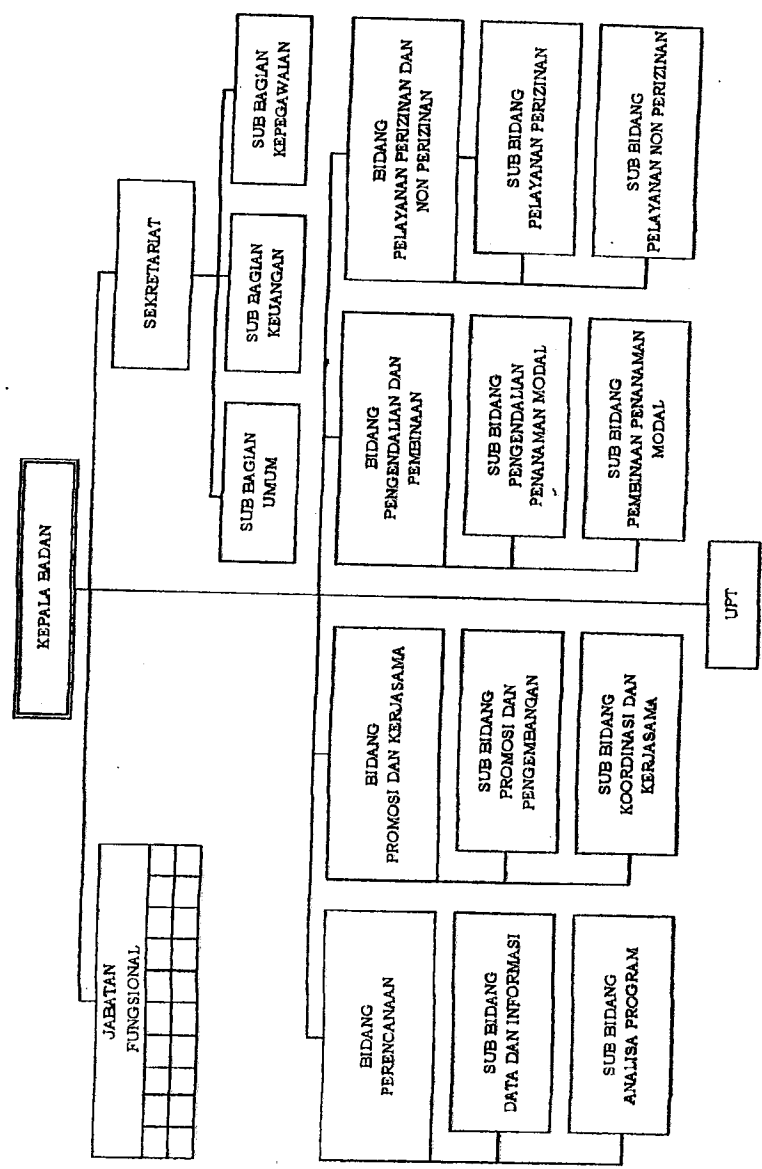 KEPALA BADAN
JABATAN
FUNGSIONAL
SEKRETARIAT
SUB BAGIAN
UMUM
SUB BAGIAN
KEUANGAN
SUB BAGIAN
KEPEGAWAIAN
BIDANG
PERENCANAAN
SUB BIDANG
DATA DAN INFORMASI
SUB BIDANG
ANALISA PROGRAM
BIDANG
PROMOSI DAN KERJASAMA
SUB BIDANG
PROMOSI DAN
PENGEMBANGAN
SUB BIDANG
KOORDINASI DAN
KERJASAMA
BIDANG
PENGENDALIAN DAN
PEMBINAAN
SUB BIDANG
PENGENDALIAN
PENANAMAN MODAL
SUB BIDANG
PEMBINAAN PENANAMAN
MODAL
BIDANG
PELAYANAN PERIZINAN DAN
NON PERIZINAN
SUB BIDANG
PELAYANAN PERIZINAN
SUB BIDANG
PELAYANAN NON PERIZINAN
UPT